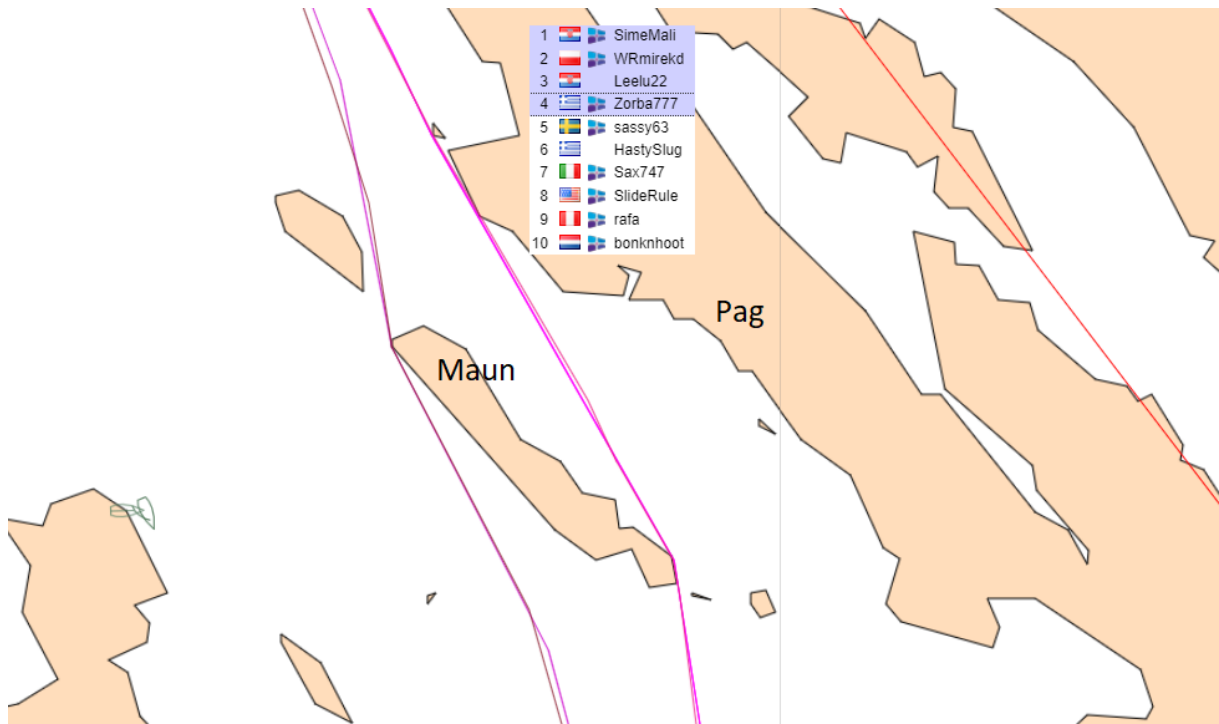 1 SimeMali
2 WRmirekd
3 Leelu22
4 Zorba777
5 sassy63
6 HastySlug
7 Sax747
8 SlideRule
9 rafa
10 bonknhoot
Pag
Maun